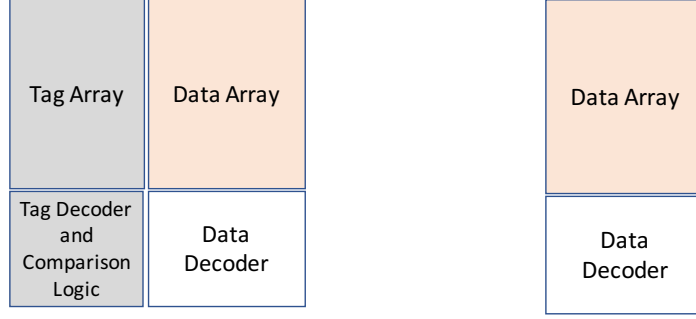 Tag Array
Data Array
Data Array
Tag Decoder
and
Comparison
Logic
Data
Decoder
Data
Decoder